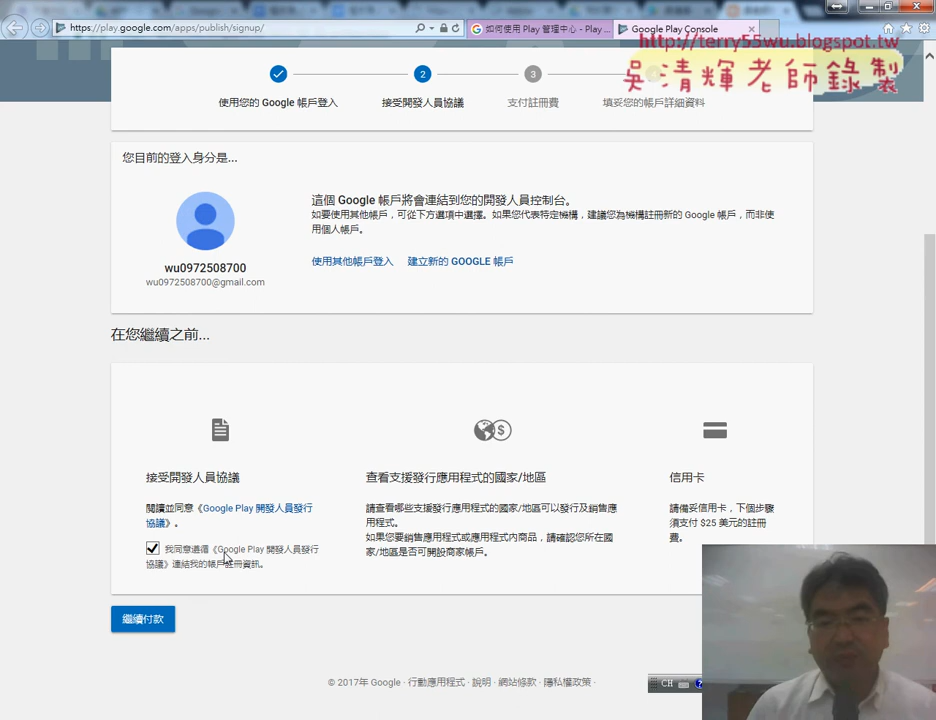 https://play.google.com/apps/publish/signup/
如何使用 Play 管理中心 - Play ...
Google Play Console
http://terry55wu.blogspot.tw
吳清輝老師錄製
2
3
使用您的 Google 帳戶登入
接受開發人員協議
支付註冊費
填妥您的帳戶詳細資料
您目前的登入身分是...
這個 Google 帳戶將會連結到您的開發人員控制台。
如要使用其他帳戶，可從下方選項中選擇。如果您代表特定機構，建議您為機構註冊新的 Google 帳戶，而非使
用個人帳戶。
使用其他帳戶登入
建立新的 GOOGLE 帳戶
wu0972508700
wu0972508700@gmail.com
在您繼續之前...
接受開發人員協議
閱讀並同意《Google Play 開發人員發行
協議》。
我同意遵循《Google Play 開發人員發行
協議》連結我的帳戶註冊資訊。
查看支援發行應用程式的國家/地區
請查看哪些支援發行應用程式的國家/地區可以發行及銷售應
用程式。
如果您要銷售應用程式或應用程式內商品，請確認您所在國
家/地區是否可開設商家帳戶。
信用卡
請備妥信用卡，下個步驟
須支付 $25 美元的註冊
費。
繼續付款
© 2017年 Google · 行動應用程式 · 說明 · 網站條款 · 隱私權政策 ·
CH